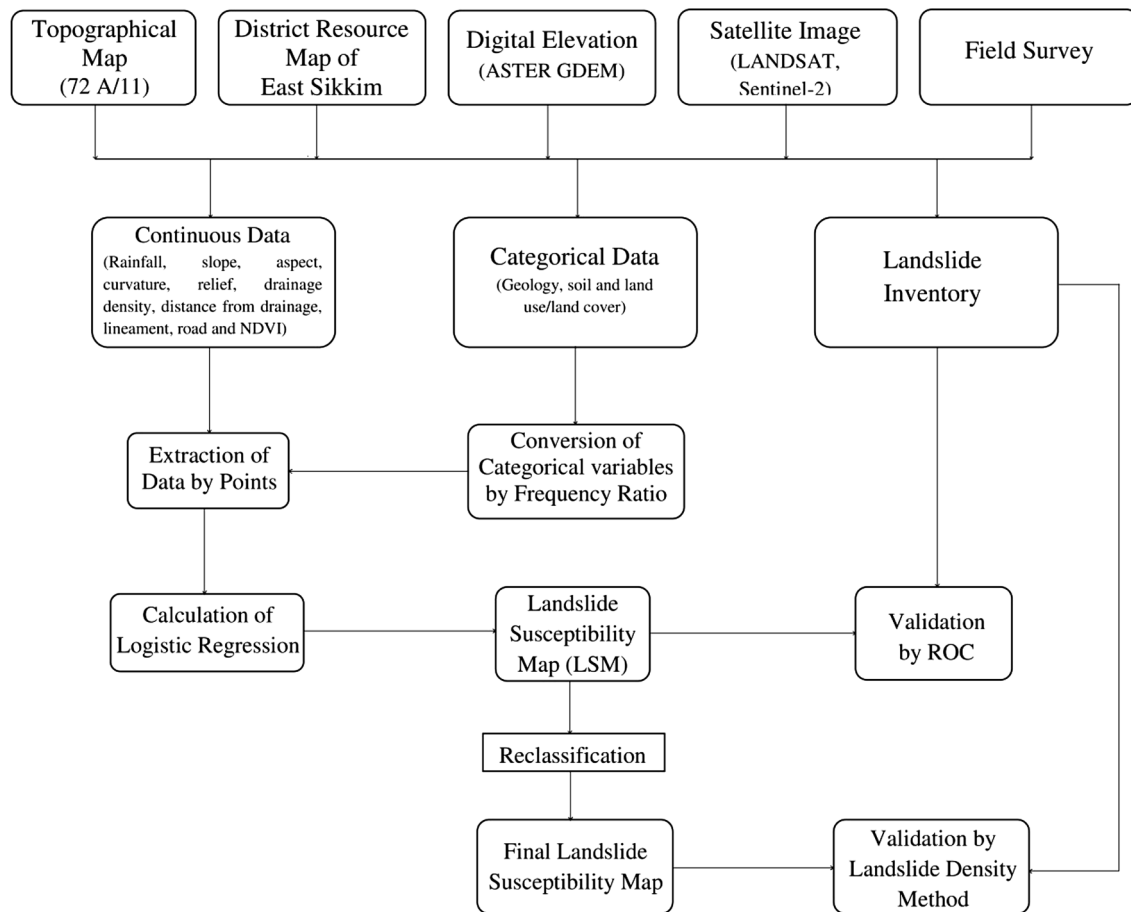 Topographical
Map
(72 A/11)
District Resource
Map of
East Sikkim
Digital Elevation
(ASTER GDEM)
Satellite Image
(LANDSAT,
Sentinel-2)
Field Survey
Continuous Data
(Rainfall, slope, aspect,
curvature, relief, drainage
density, distance from drainage,
lineament, road and NDVI)
Categorical Data
(Geology, soil and land
use/land cover)
Landslide
Inventory
Extraction of
Data by Points
Conversion of
Categorical variables
by Frequency Ratio
Calculation of
Logistic Regression
Landslide
Susceptibility
Map (LSM)
Validation
by ROC
Reclassification
Final Landslide
Susceptibility Map
Validation by
Landslide Density
Method